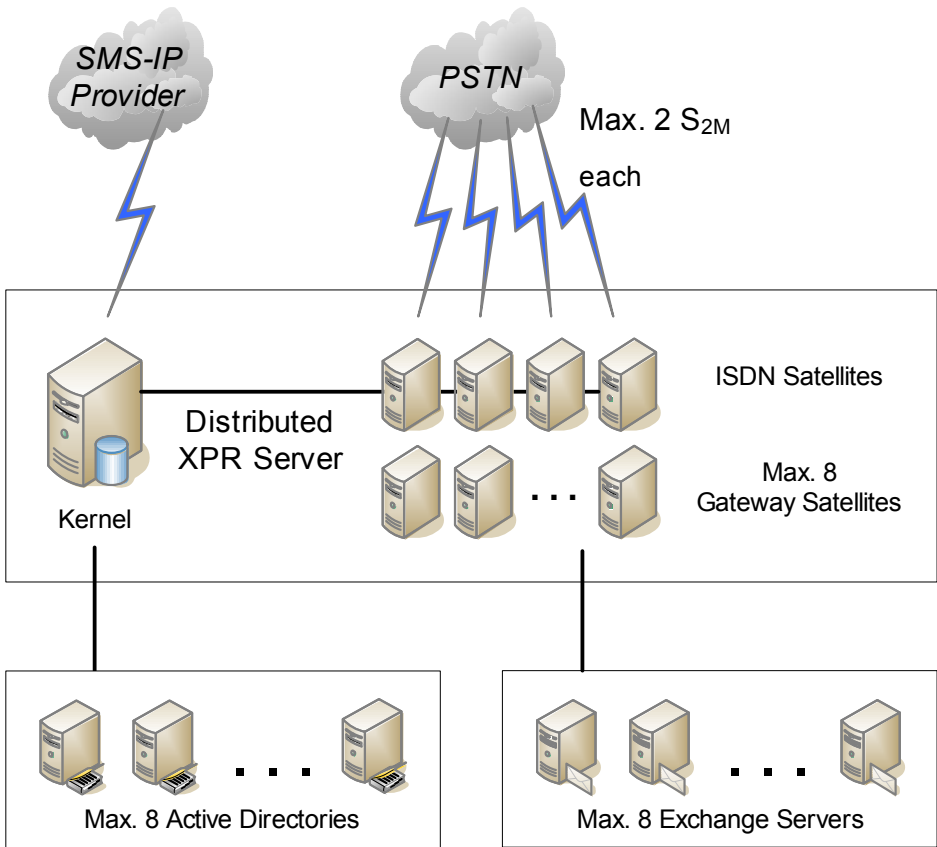 SMS-IP
Provider
PSTN
Max. 2 S2M
each
ISDN Satellites
Distributed
XPR Server
Max. 8
Gateway Satellites
. . .
Kernel
. . .
Max. 8 Active Directories
. . .
Max. 8 Exchange Servers